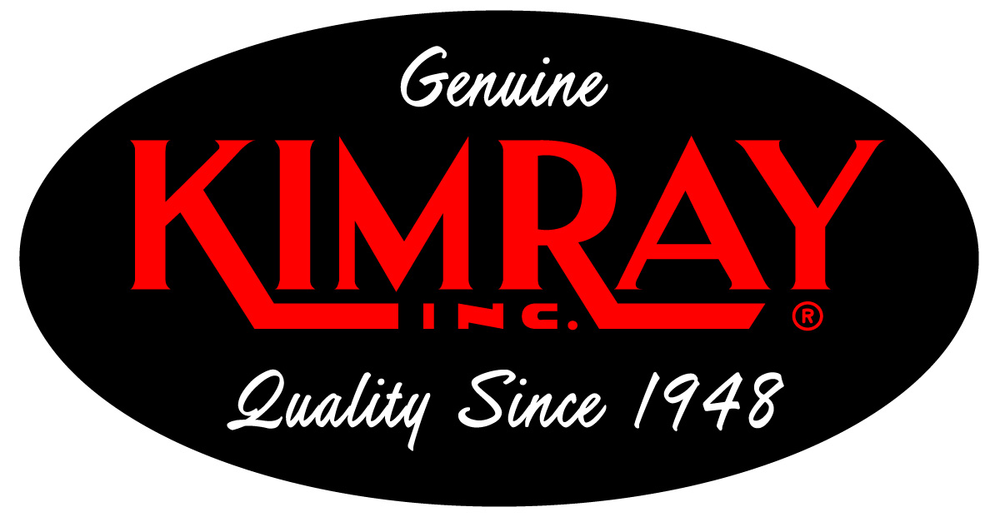 Genuine
KIMRAY
INC. ®
Quality Since 1948